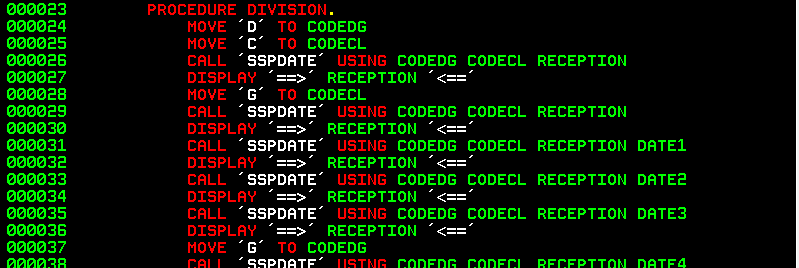 000023 PROCEDURE DIVISION.
000024 MOVE ´D´ TO CODEDG
000025 MOVE ´C´ TO CODECL
000026 CALL ´SSPDATE´ USING CODEDG CODECL RECEPTION
000027 DISPLAY ´==>´ RECEPTION ´<==´
000028 MOVE ´G´ TO CODECL
000029 CALL ´SSPDATE´ USING CODEDG CODECL RECEPTION
000030 DISPLAY ´==>´ RECEPTION ´<==´
000031 CALL ´SSPDATE´ USING CODEDG CODECL RECEPTION DATE1
000032 DISPLAY ´==>´ RECEPTION ´<==´
000033 CALL ´SSPDATE´ USING CODEDG CODECL RECEPTION DATE2
000034 DISPLAY ´==>´ RECEPTION ´<==´
000035 CALL ´SSPDATE´ USING CODEDG CODECL RECEPTION DATE3
000036 DISPLAY ´==>´ RECEPTION ´<==´
000037 MOVE ´G´ TO CODEDG
000038 CALL ´SSPDATE´ USING CODEDG CODECL RECEPTION DATE4